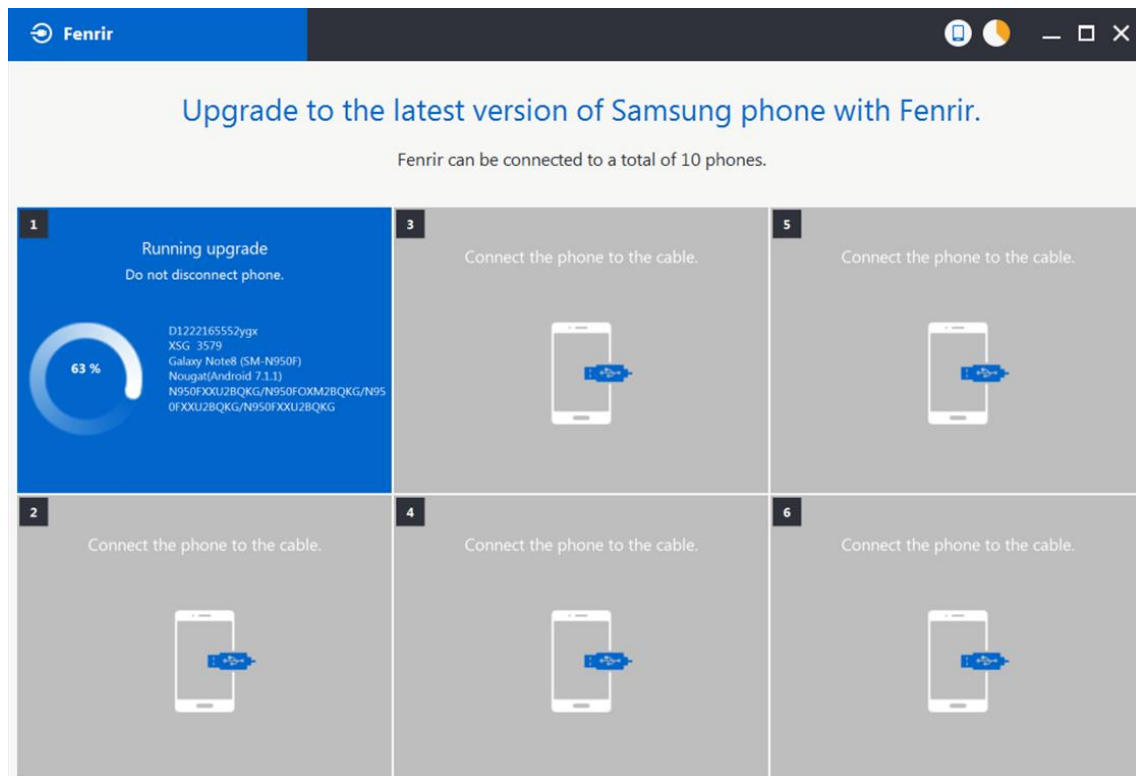 Fenrir
Upgrade to the latest version of Samsung phone with Fenrir.
Fenrir can be connected to a total of 10 phones.
1
Running upgrade
Do not disconnect phone.
63 %
D1222165552ygx
XSG 3579
Galaxy Note8 (SM-N950F)
Nougat(Android 7.1.1)
N950FXXU2BQKG/N950FOXM2BQKG/N95
0FXXU2BQKG/N950FXXU2BQKG
3
Connect the phone to the cable.
5
Connect the phone to the cable.
2
Connect the phone to the cable.
4
Connect the phone to the cable.
6
Connect the phone to the cable.